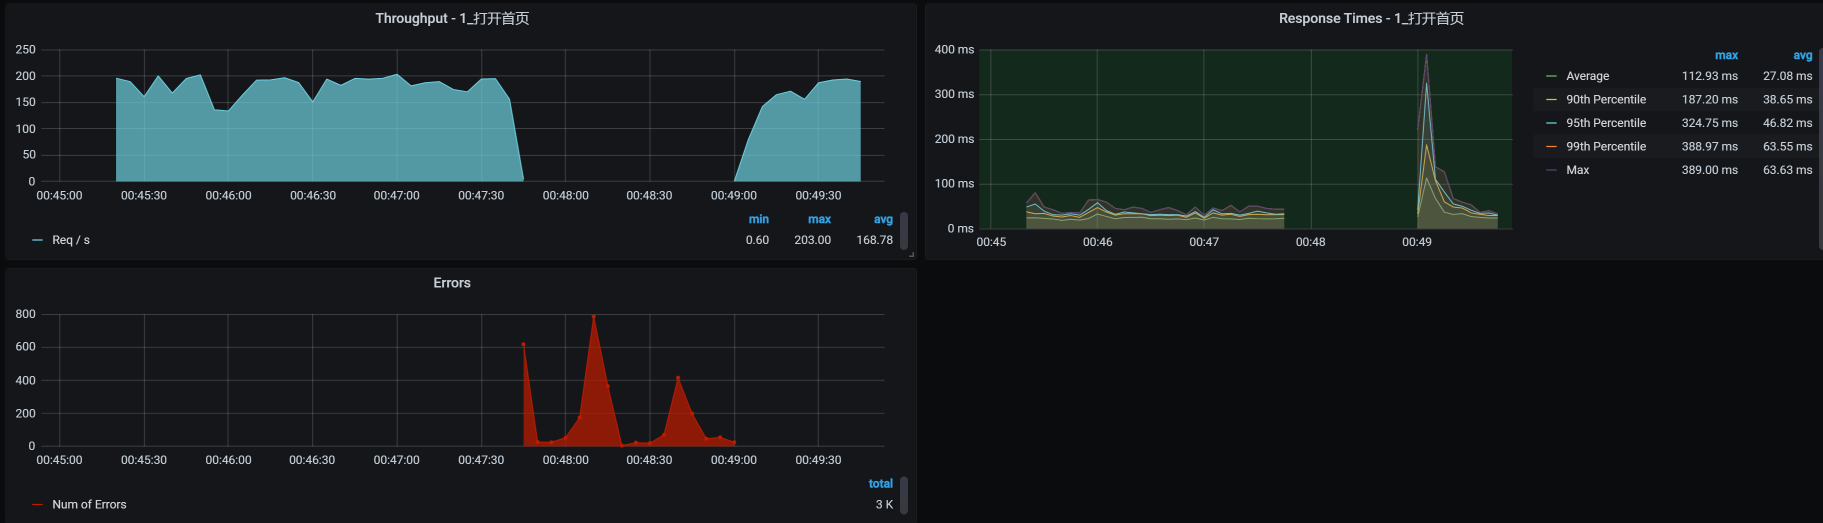 Throughput - 1_打开首页
250
200
150
100
50
0
00:45:00 00:45:30 00:46:00 00:46:30 00:47:00 00:47:30 00:48:00 00:48:30 00:49:00 00:49:30
min max avg
Req / s 0.60 203.00 168.78
Response Times - 1_打开首页
400 ms
300 ms
200 ms
100 ms
0 ms
00:45 00:46 00:47 00:48 00:49
max avg
Average 112.93 ms 27.08 ms
90th Percentile 187.20 ms 38.65 ms
95th Percentile 324.75 ms 46.82 ms
99th Percentile 388.97 ms 63.55 ms
Max 389.00 ms 63.63 ms
Errors
800
600
400
200
0
00:45:00 00:45:30 00:46:00 00:46:30 00:47:00 00:47:30 00:48:00 00:48:30 00:49:00 00:49:30
total
Num of Errors 3 K